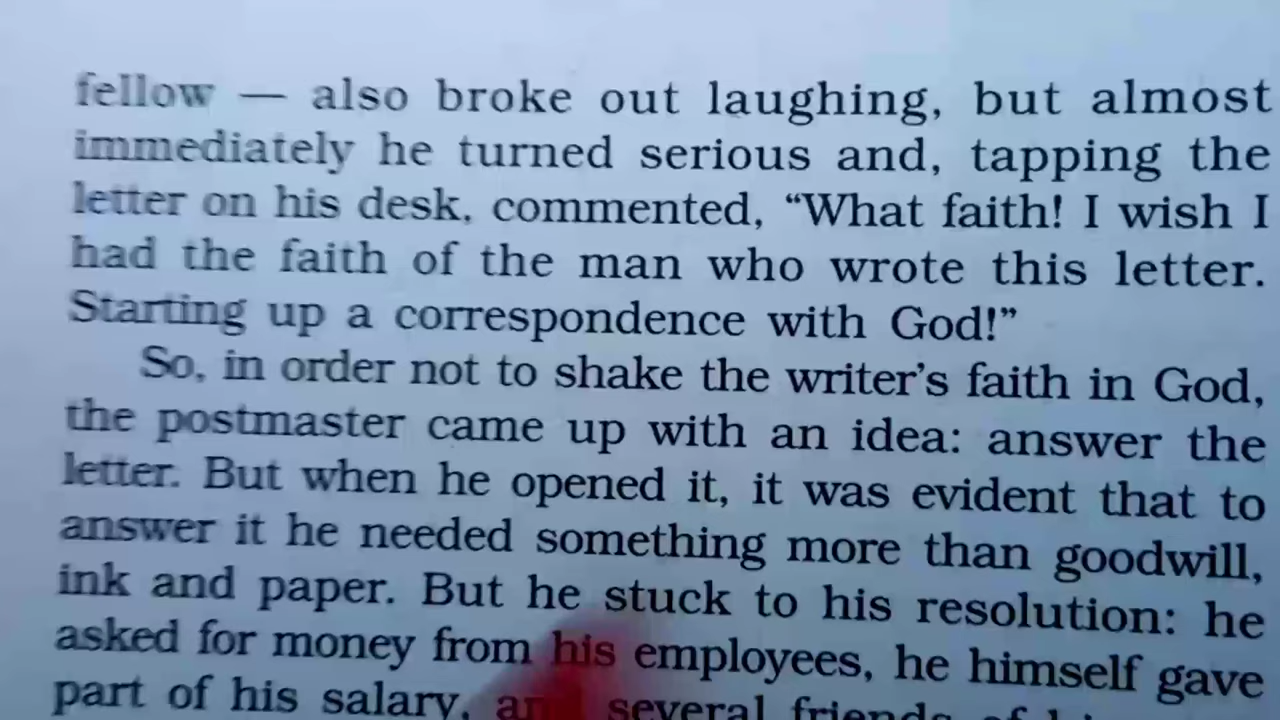 fellow — also broke out laughing, but almost
immediately he turned serious and, tapping the
letter on his desk, commented, “What faith! I wish I
had the faith of the man who wrote this letter.
Starting up a correspondence with God!”
So, in order not to shake the writer’s faith in God,
the postmaster came up with an idea: answer the
letter. But when he opened it, it was evident that to
answer it he needed something more than goodwill,
ink and paper. But he stuck to his resolution: he
asked for money from his employees, he himself gave
part of his salary, several friends of